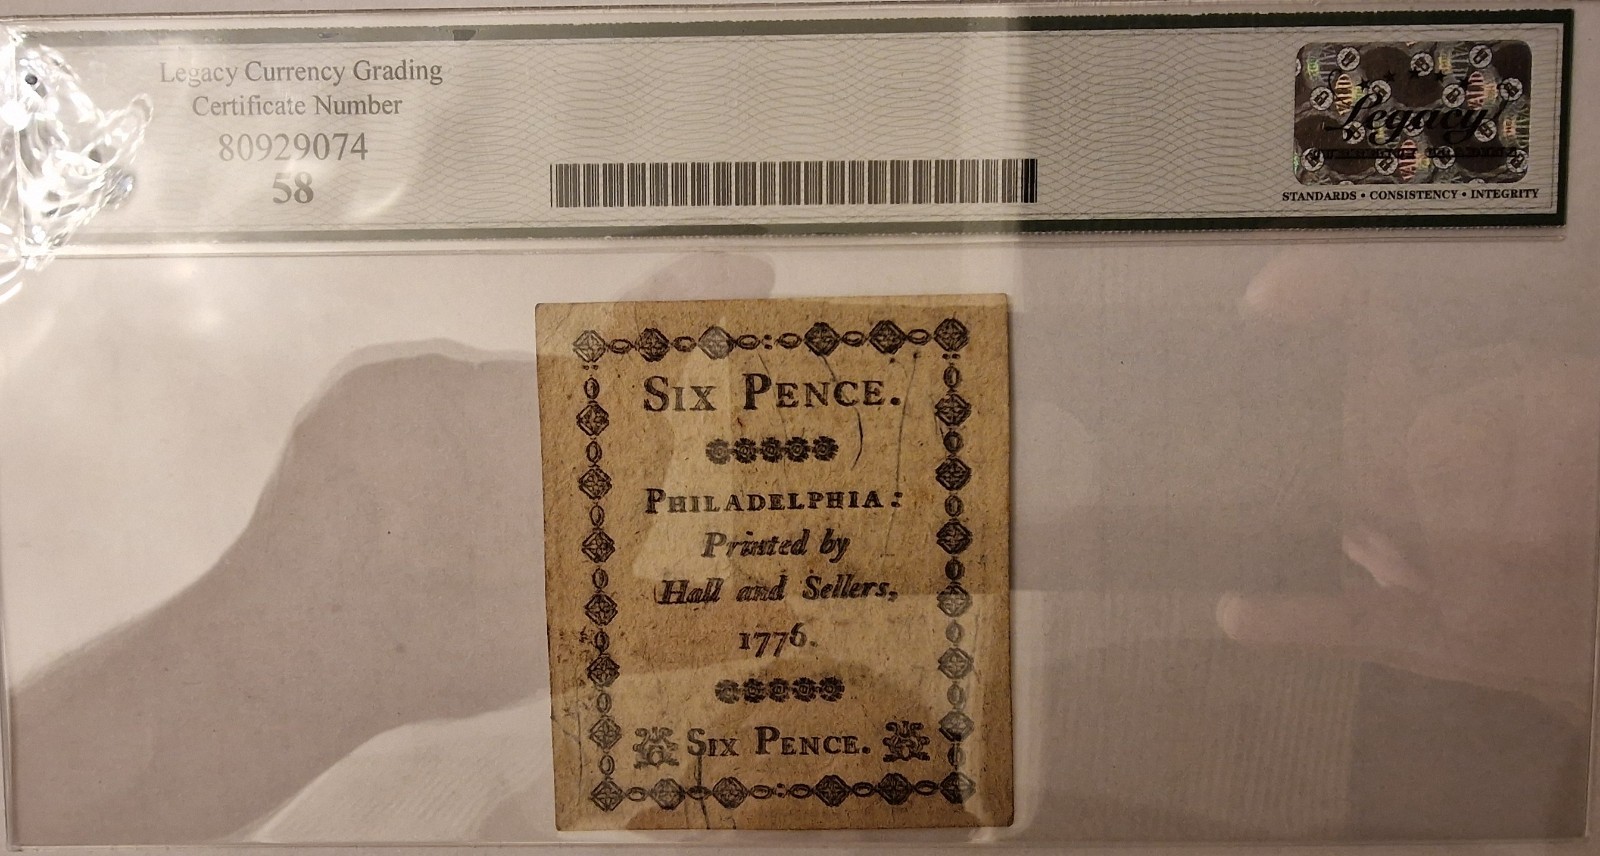 Legacy Currency Grading
Certificate Number
80929074
58
Legacy
VALID
STANDARDS • CONSISTENCY • INTEGRITY
SIX PENCE.
PHILADELPHIA:
Printed by
Hall and Sellers,
1776.
SIX PENCE.